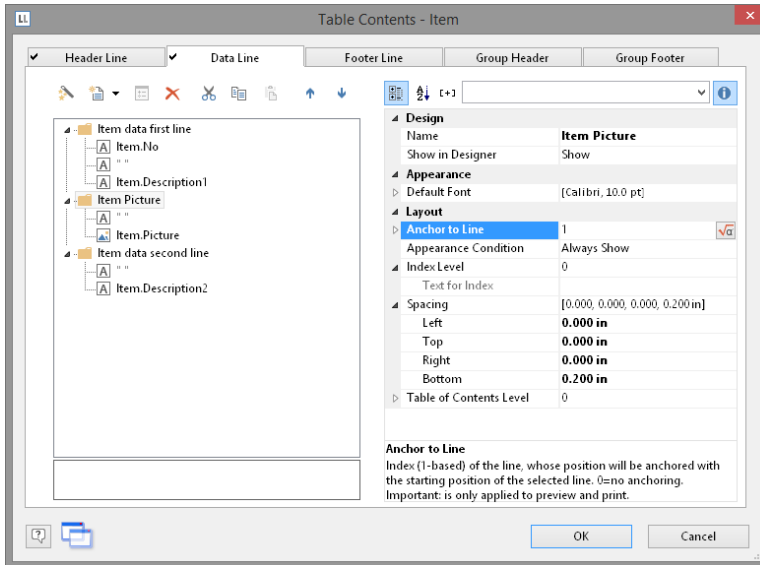 LL
Table Contents - Item
Header Line
Data Line
Footer Line
Group Header
Group Footer
Item data first line
A Item.No
A " "
A Item.Description1
Item Picture
A " "
Item.Picture
Item data second line
A " "
A Item.Description2
Design
Name Item Picture
Show in Designer Show
Appearance
Default Font [Calibri, 10.0 pt]
Layout
Anchor to Line 1
Appearance Condition Always Show
Index Level 0
Text for Index
Spacing [0.000, 0.000, 0.000, 0.200 in]
Left 0.000 in
Top 0.000 in
Right 0.000 in
Bottom 0.200 in
Table of Contents Level 0
Anchor to Line
Index (1-based) of the line, whose position will be anchored with
the starting position of the selected line. 0=no anchoring.
Important: is only applied to preview and print.
OK
Cancel